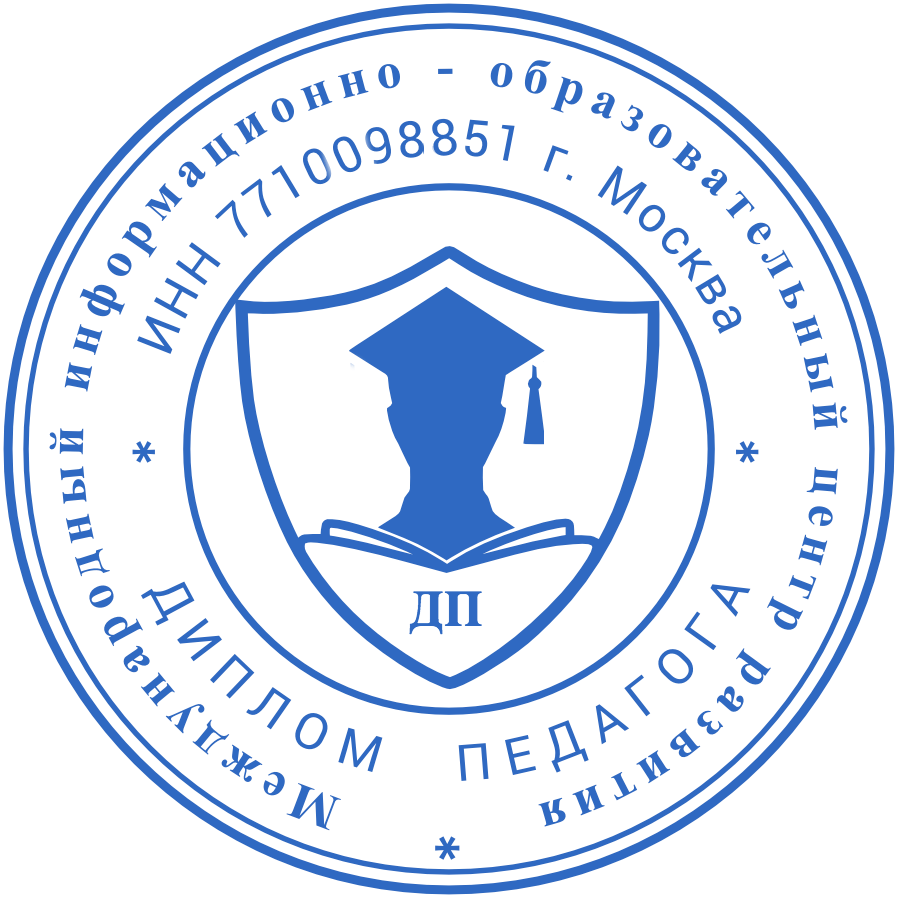 Международный информационно - образовательный центр развития
*
ИНН 7710098851 г. Москва
* *
ДИПЛОМ ПЕДАГОГА
ДП